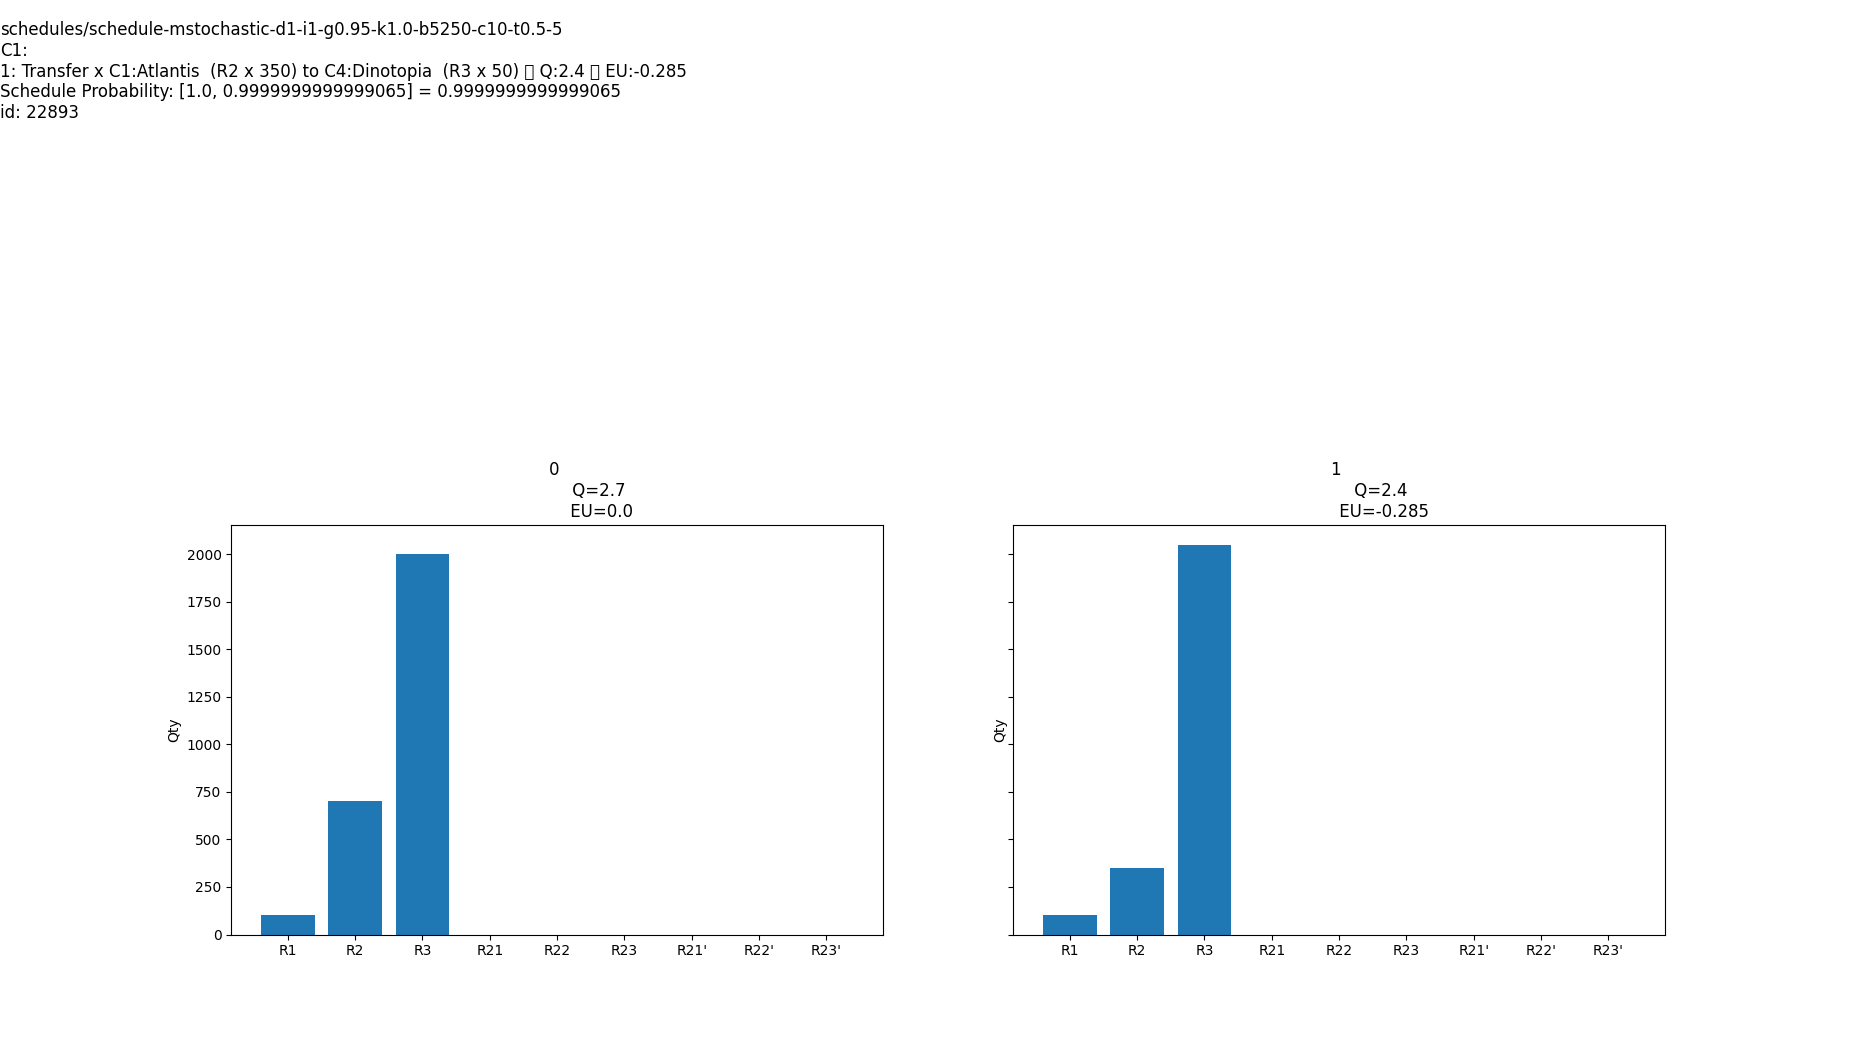 schedules/schedule-mstochastic-d1-i1-g0.95-k1.0-b5250-c10-t0.5-5
C1:
1: Transfer x C1:Atlantis  (R2 x 350) to C4:Dinotopia  (R3 x 50) ▯ Q:2.4 ▯ EU:-0.285
Schedule Probability: [1.0, 0.9999999999999065] = 0.9999999999999065
id: 22893
0
Q=2.7
EU=0.0
2000
1750
1500
1250
1000
750
500
250
0
Qty
R1 R2 R3 R21 R22 R23 R21' R22' R23'
1
Q=2.4
EU=-0.285
Qty
R1 R2 R3 R21 R22 R23 R21' R22' R23'